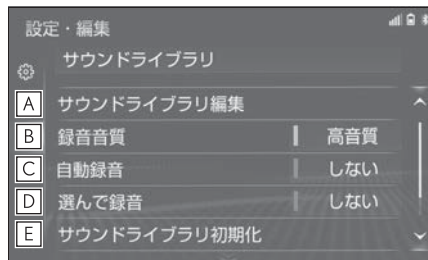 設定・編集
サウンドライブラリ
A サウンドライブラリ編集
B 録音音質 高音質
C 自動録音 しない
D 選んで録音 しない
E サウンドライブラリ初期化